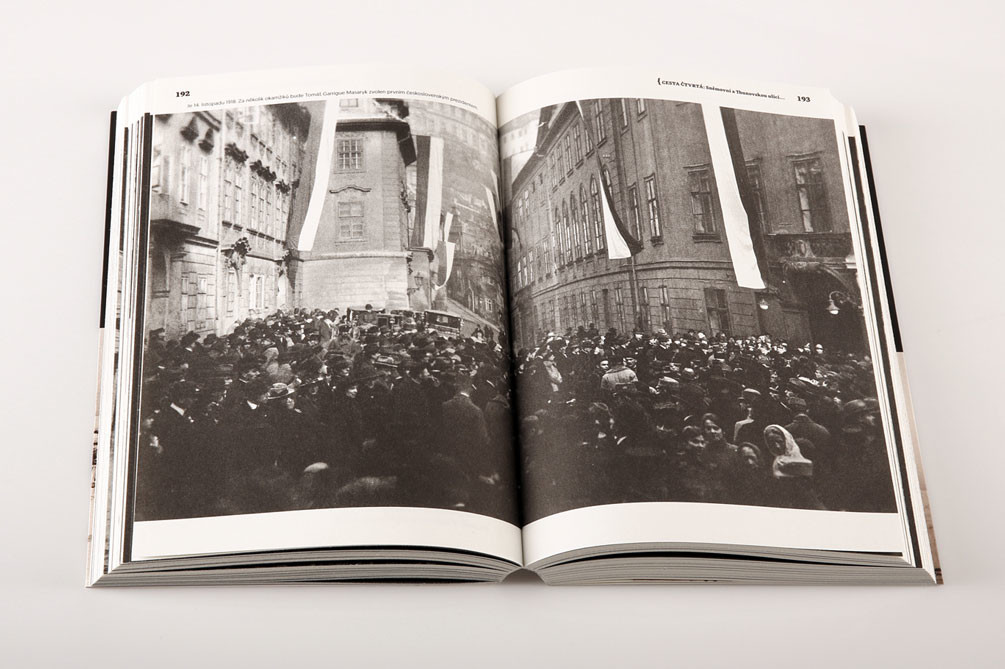 192
Je 14. listopadu 1918. Za několik okamžiků bude Tomáš Garrigue Masaryk zvolen prvním československým prezidentem.
{ CESTA ČTVRTÁ: Sněmovní a Thunovskou ulicí…
193